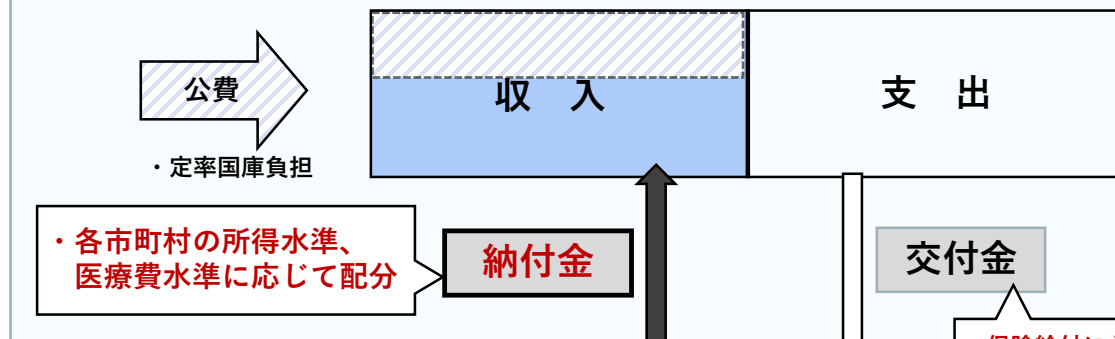 公費
収　入
支　出
・定率国庫負担
・各市町村の所得水準、
医療費水準に応じて配分
納付金
交付金